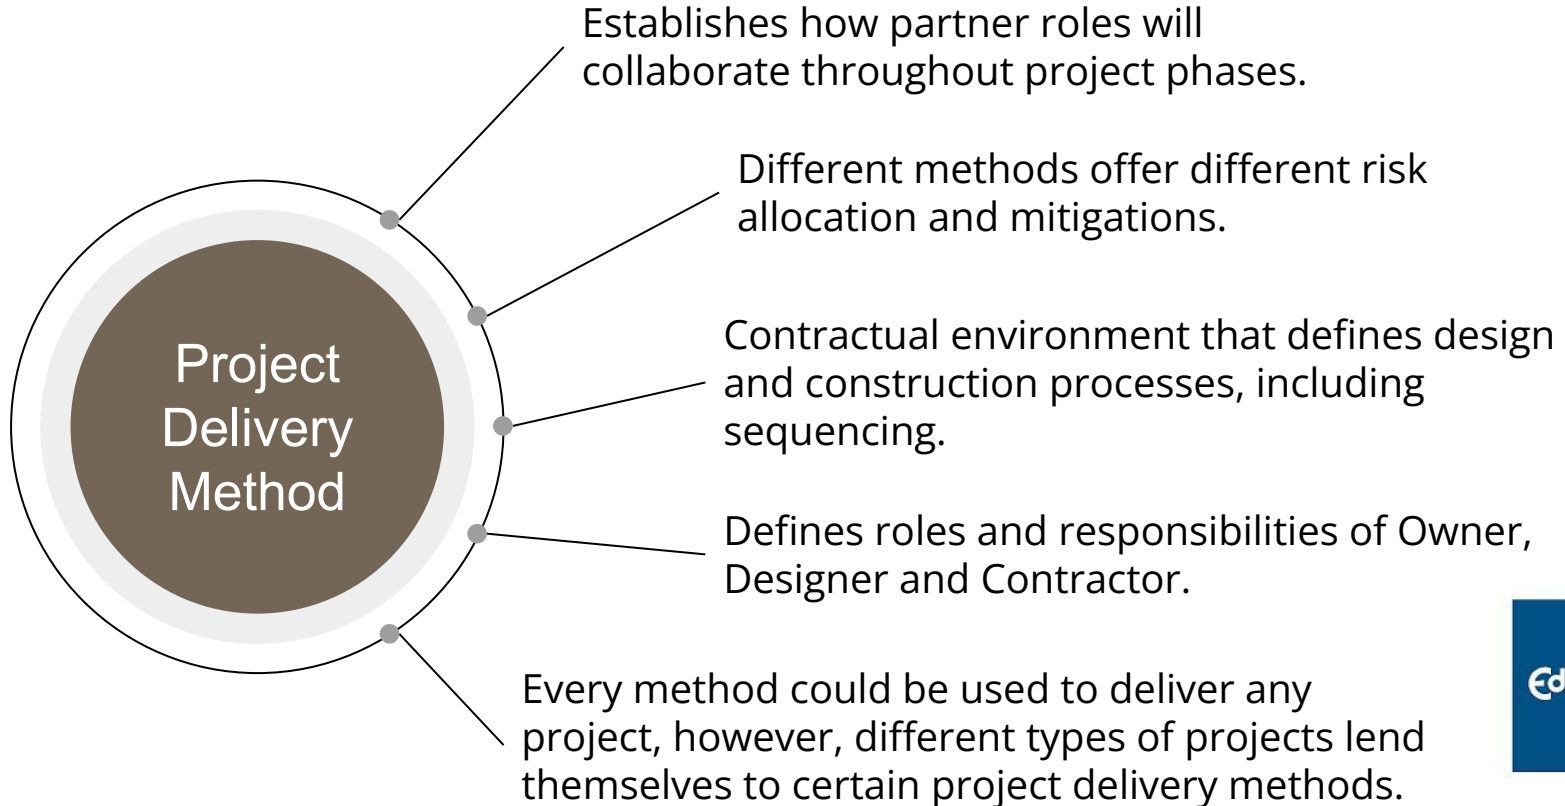 Establishes how partner roles will
collaborate throughout project phases.
Different methods offer different risk
allocation and mitigations.
Project
Delivery
Method
Contractual environment that defines design
and construction processes, including
sequencing.
Defines roles and responsibilities of Owner,
Designer and Contractor.
Every method could be used to deliver any
project, however, different types of projects lend
themselves to certain project delivery methods.
Ed